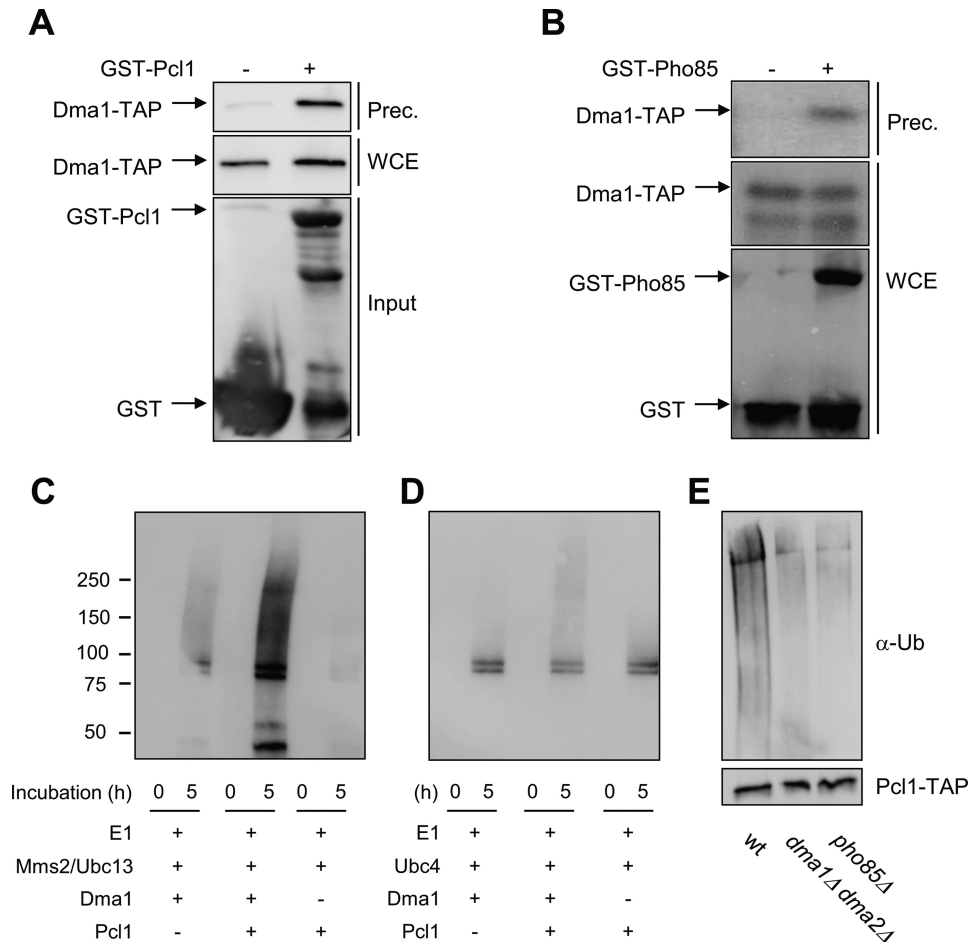 A
GST-Pcl1 - +
Dma1-TAP Prec.
Dma1-TAP WCE
GST-Pcl1
Input
GST
B
GST-Pho85 - +
Dma1-TAP Prec.
Dma1-TAP
GST-Pho85 WCE
GST
C
250
150
100
75
50
Incubation (h) 0 5 0 5 0 5
E1 + + +
Mms2/Ubc13 + + +
Dma1 + + -
Pcl1 - + +
D
(h) 0 5 0 5 0 5
E1 + + +
Ubc4 + + +
Dma1 + + -
Pcl1 - + +
E
α-Ub
Pcl1-TAP
wt
dma1Δ dma2Δ
pho85Δ